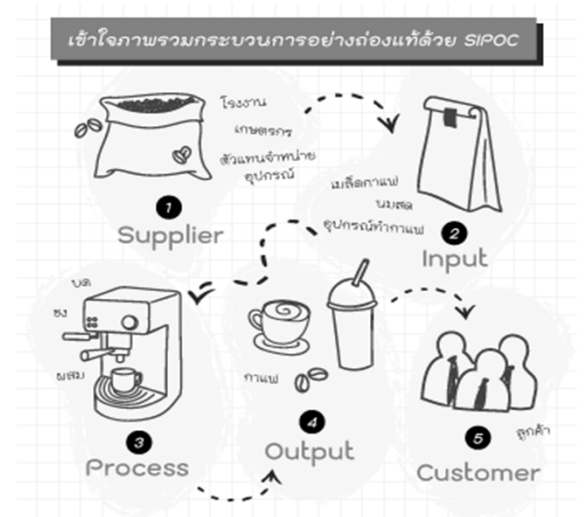 เข้าใจภาพรวมกระบวนการอย่างถ่องแท้ด้วย SIPOC
โรงงาน
เกษตรกร
ตัวแทนจำหน่าย
อุปกรณ์
1
Supplier
เมล็ดกาแฟ
นมสด
อุปกรณ์ทำกาแฟ
2
Input
บด
ชง
ผสม
3
Process
กาแฟ
4
Output
ลูกค้า
5
Customer